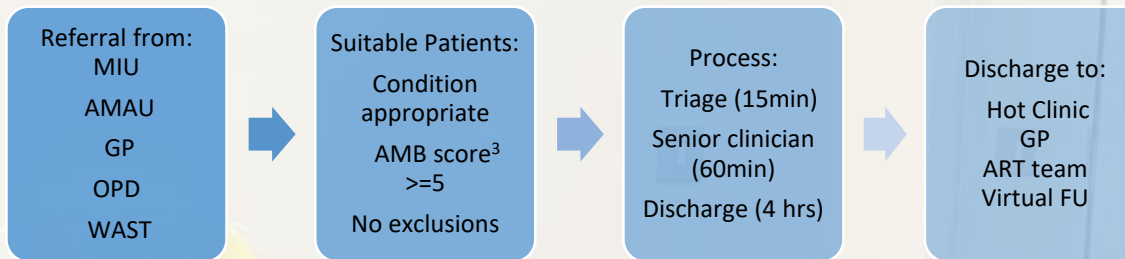 Referral from:
MIU
AMAU
GP
OPD
WAST
Suitable Patients:
Condition
appropriate
AMB score³
>=5
No exclusions
Process:
Triage (15min)
Senior clinician
(60min)
Discharge (4 hrs)
Discharge to:
Hot Clinic
GP
ART team
Virtual FU